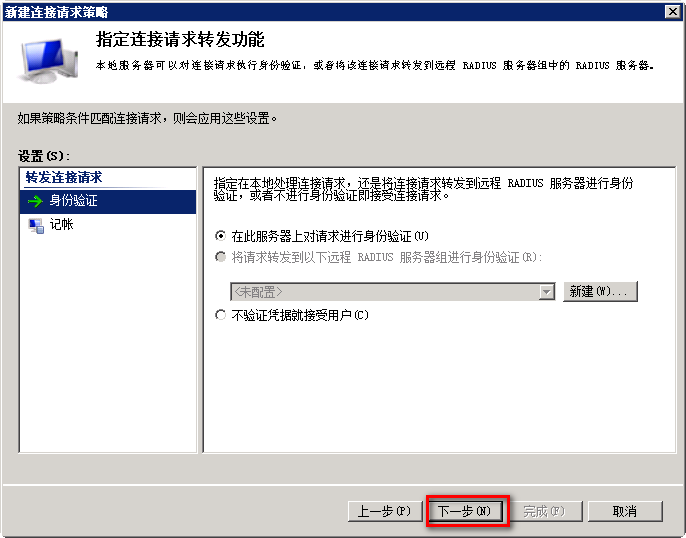 新建连接请求策略
指定连接请求转发功能
本地服务器可以对连接请求执行身份验证，或者将该连接请求转发到远程 RADIUS 服务器组中的 RADIUS 服务器。
如果策略条件匹配连接请求，则会应用这些设置。
设置(S):
转发连接请求
身份验证
记帐
指定在本地处理连接请求，还是将连接请求转发到远程 RADIUS 服务器进行身份
验证，或者不进行身份验证即接受连接请求。
在此服务器上对请求进行身份验证(U)
将请求转发到以下远程 RADIUS 服务器组进行身份验证(R):
<未配置>
新建(W)...
不验证凭据就接受用户(C)
上一步(P)
下一步(N)
完成(F)
取消